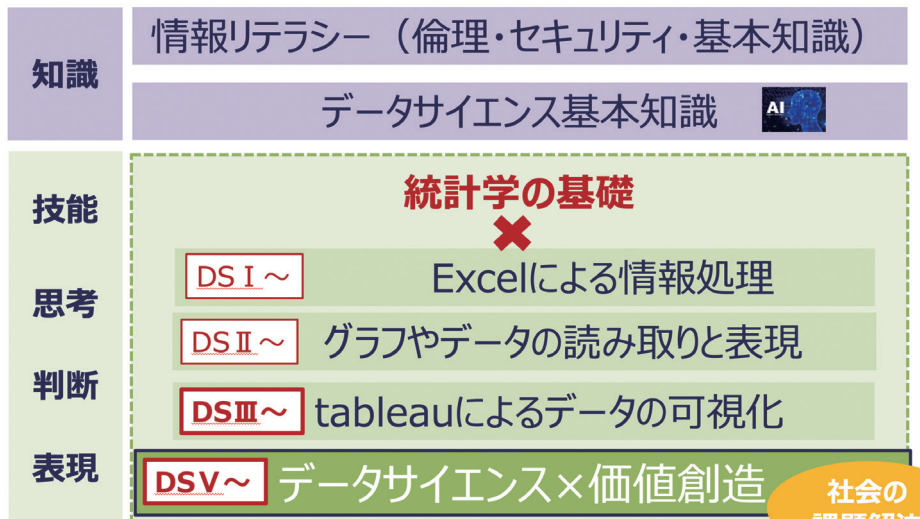 知識
情報リテラシー（倫理・セキュリティ・基本知識）
データサイエンス基本知識
AI
技能
思考
判断
表現
統計学の基礎
×
DSⅠ～ Excelによる情報処理
DSⅡ～ グラフやデータの読み取りと表現
DSⅢ～ tableauによるデータの可視化
DSⅤ～ データサイエンス×価値創造
社会の
課題解決